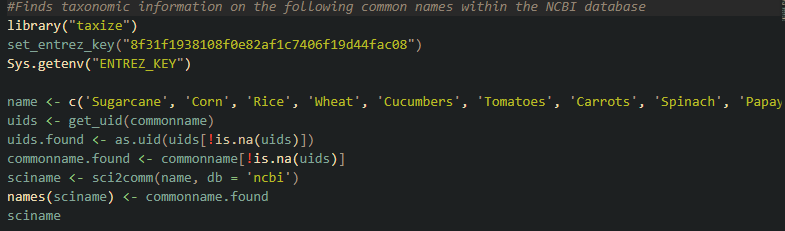 #Finds taxonomic information on the following common names within the NCBI database
library("taxize")
set_entrez_key("8f31f1938108f0e82af1c7406f19d44fac08")
Sys.getenv("ENTREZ_KEY")
name <- c('Sugarcane', 'Corn', 'Rice', 'Wheat', 'Cucumbers', 'Tomatoes', 'Carrots', 'Spinach', 'Papay
uids <- get_uid(commonname)
uids.found <- as.uid(uids[!is.na(uids)])
commonname.found <- commonname[!is.na(uids)]
sciname <- sci2comm(name, db = 'ncbi')
names(sciname) <- commonname.found
sciname